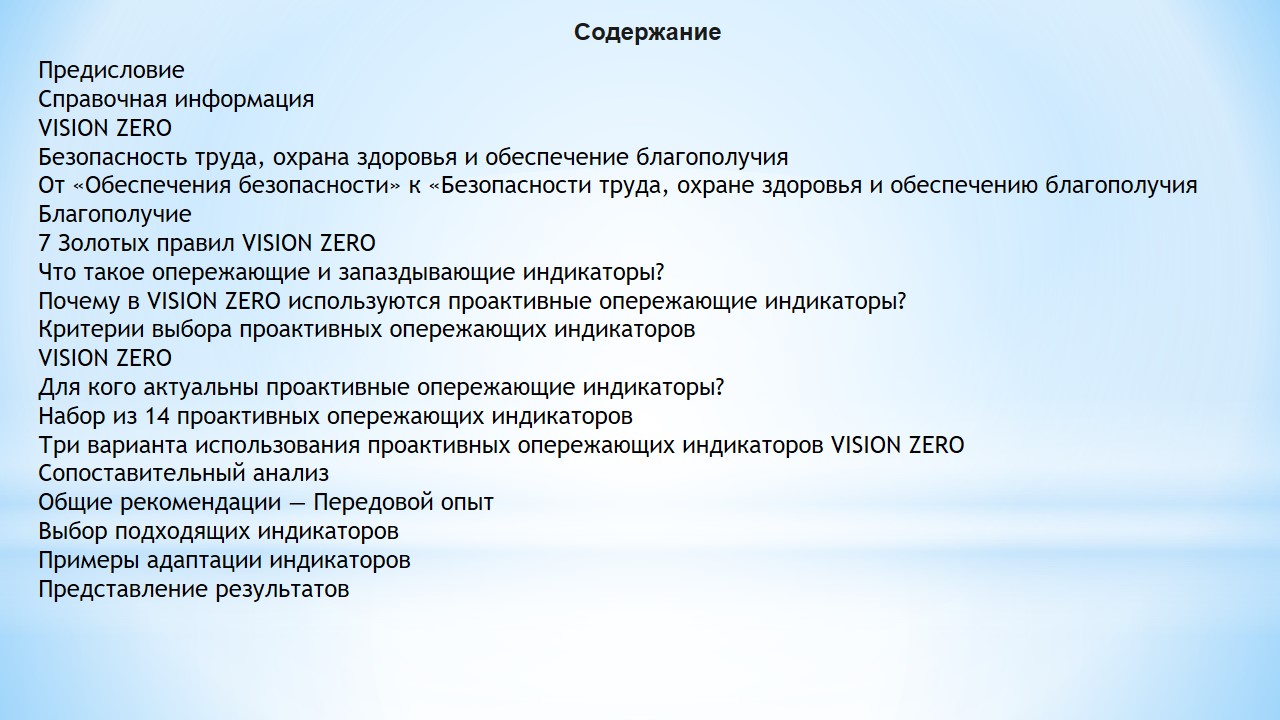 Содержание
Предисловие
Справочная информация
VISION ZERO
Безопасность труда, охрана здоровья и обеспечение благополучия
От «Обеспечения безопасности» к «Безопасности труда, охране здоровья и обеспечению благополучия
Благополучие
7 Золотых правил VISION ZERO
Что такое опережающие и запаздывающие индикаторы?
Почему в VISION ZERO используются проактивные опережающие индикаторы?
Критерии выбора проактивных опережающих индикаторов
VISION ZERO
Для кого актуальны проактивные опережающие индикаторы?
Набор из 14 проактивных опережающих индикаторов
Три варианта использования проактивных опережающих индикаторов VISION ZERO
Сопоставительный анализ
Общие рекомендации — Передовой опыт
Выбор подходящих индикаторов
Примеры адаптации индикаторов
Представление результатов